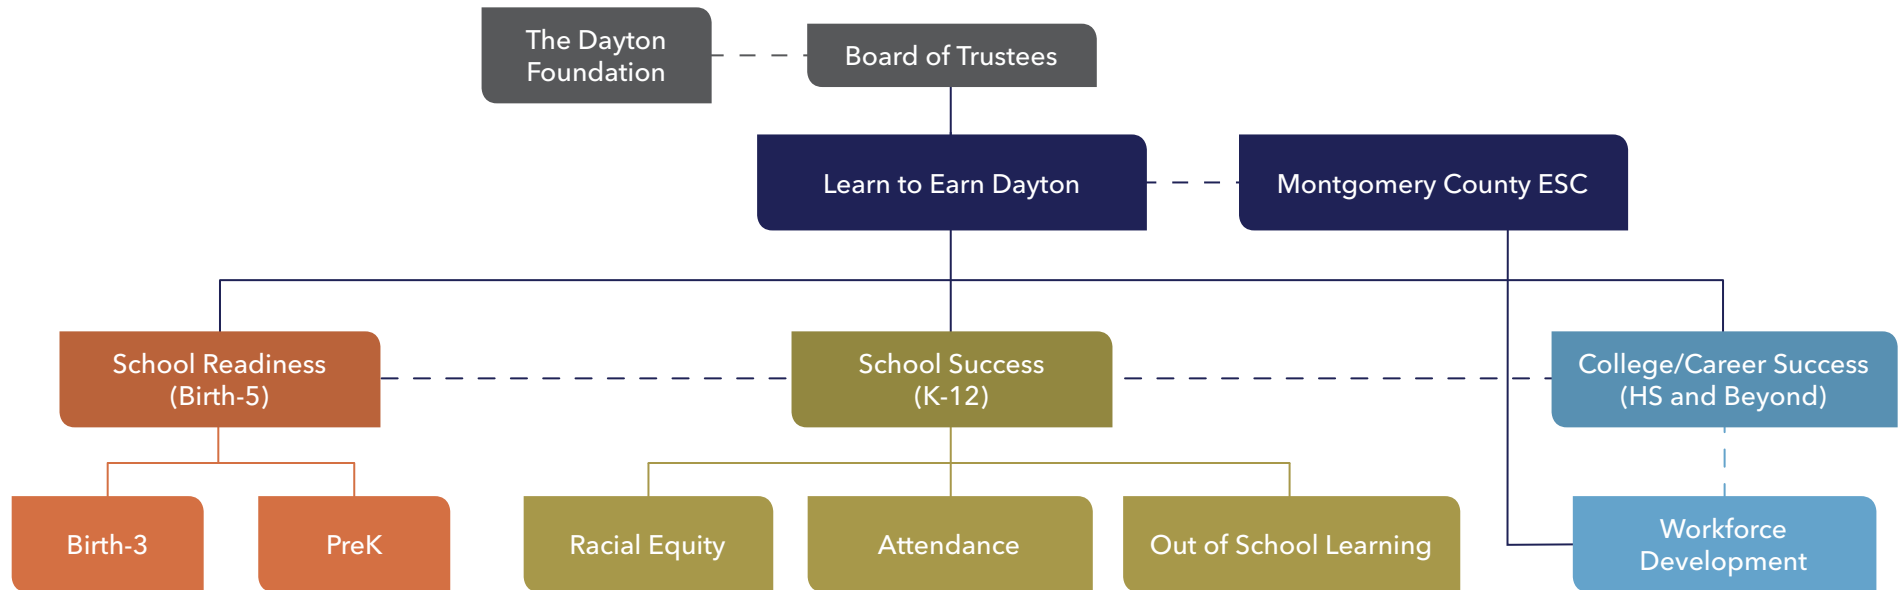 The Dayton
Foundation
Board of Trustees
Learn to Earn Dayton
Montgomery County ESC
School Readiness
(Birth-5)
School Success
(K-12)
College/Career Success
(HS and Beyond)
Birth-3
PreK
Racial Equity
Attendance
Out of School Learning
Workforce
Development